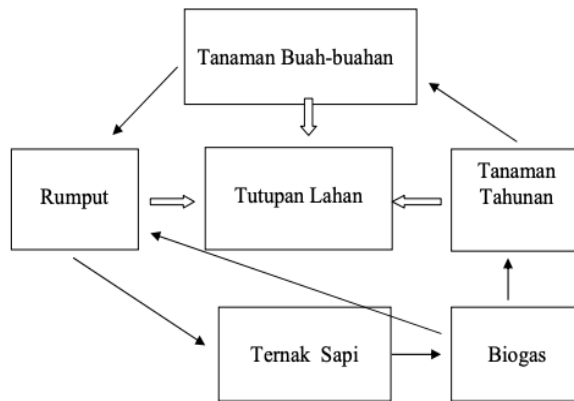 Tanaman Buah-buahan
Rumput
Tutupan Lahan
Tanaman
Tahunan
Ternak Sapi
Biogas